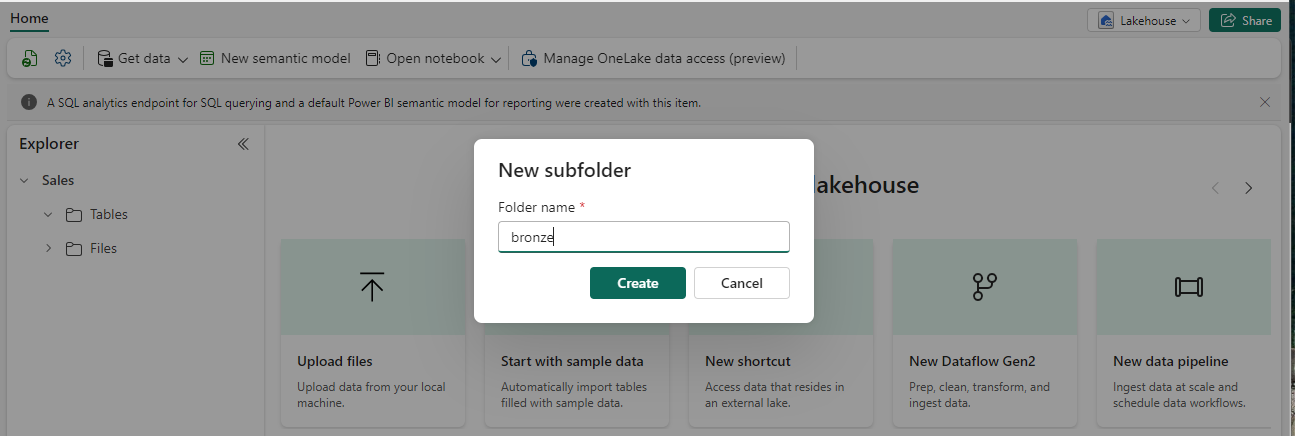 Home
Lakehouse
Share
Get data
New semantic model
Open notebook
Manage OneLake data access (preview)
A SQL analytics endpoint for SQL querying and a default Power BI semantic model for reporting were created with this item.
Explorer
Sales
Tables
Files
lakehouse
New subfolder
Folder name *
bronze
Create
Cancel
Upload files
Upload data from your local
machine.
Start with sample data
Automatically import tables
filled with sample data.
New shortcut
Access data that resides in
an external lake.
New Dataflow Gen2
Prep, clean, transform, and
ingest data.
New data pipeline
Ingest data at scale and
schedule data workflows.